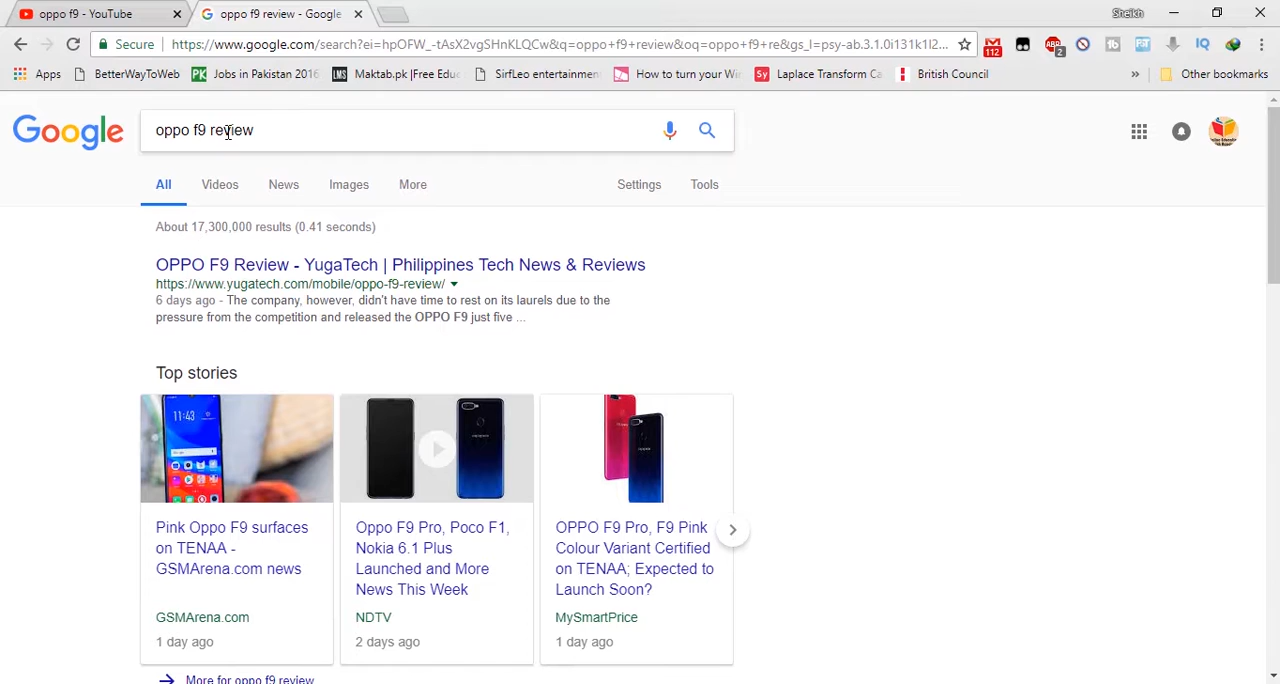 oppo f9 - YouTube
oppo f9 review - Google
Sheikh
Secure
https://www.google.com/search?ei=hpOFW_-tAsX2vgSHnKLQCw&q=oppo+f9+review&oq=oppo+f9+re&gs_l=psy-ab.3.1.0i131k1l2...
112
ABP
2
IQ
Apps
BetterWayToWeb
PK
Jobs in Pakistan 2016
LMS
Maktab.pk |Free Educ
SirfLeo entertainmen
How to turn your Win
Sy
Laplace Transform Ca
British Council
»
Other bookmarks
Google
oppo f9 review
All
Videos
News
Images
More
Settings
Tools
About 17,300,000 results (0.41 seconds)
OPPO F9 Review - YugaTech | Philippines Tech News & Reviews
https://www.yugatech.com/mobile/oppo-f9-review/
6 days ago - The company, however, didn't have time to rest on its laurels due to the
pressure from the competition and released the OPPO F9 just five ...
Top stories
11:43
Pink Oppo F9 surfaces
on TENAA -
GSMArena.com news
GSMArena.com
1 day ago
Oppo F9 Pro, Poco F1,
Nokia 6.1 Plus
Launched and More
News This Week
NDTV
2 days ago
OPPO F9 Pro, F9 Pink
Colour Variant Certified
on TENAA; Expected to
Launch Soon?
MySmartPrice
1 day ago
More for oppo f9 review